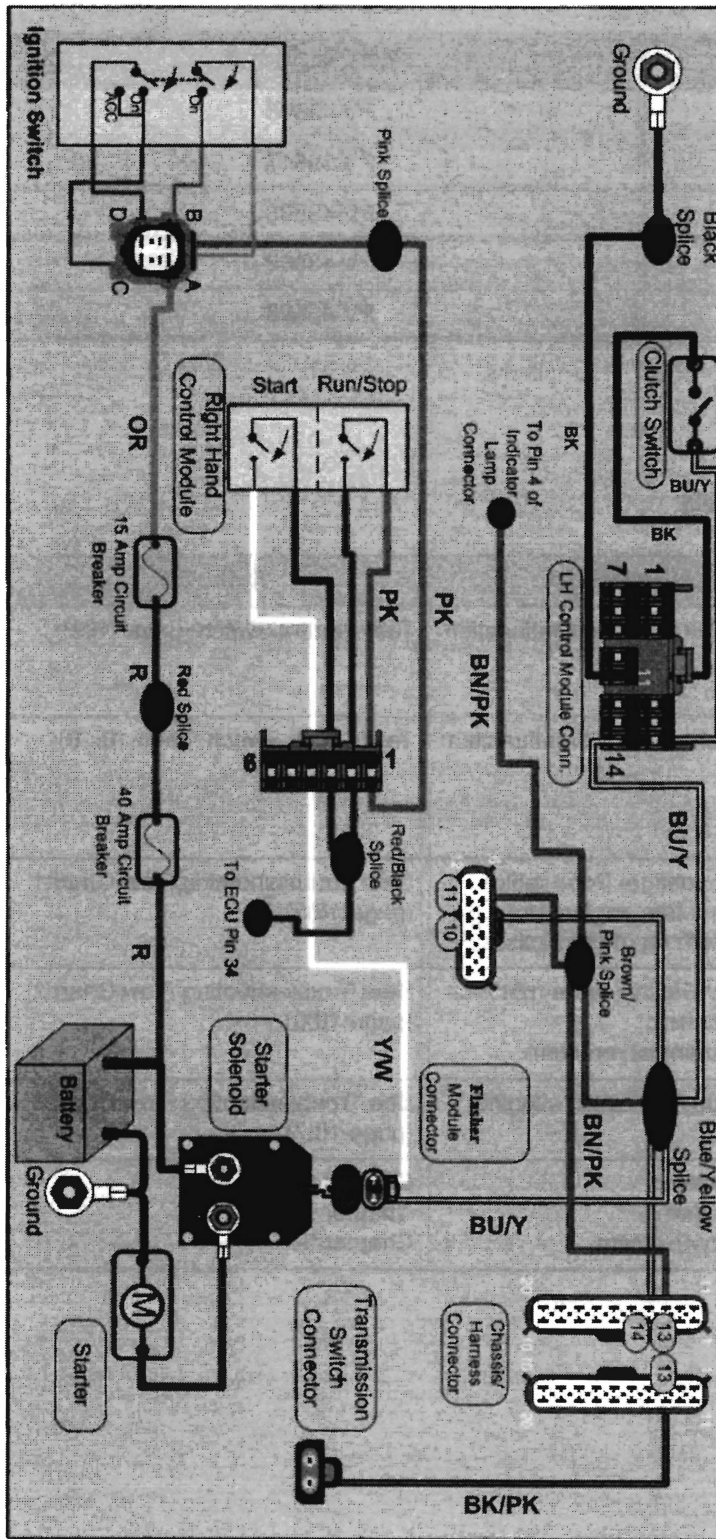 Ground
Black
Splice
Clutch Switch
BU/Y
BK
BK
1
7
11
14
LH Control Module Conn.
BU/Y
Blue/Yellow
Splice
To Pin 4 of
Indicator
Lamp
Connector
BN/PK
Brown/
Pink Splice
11
10
Flasher
Module
Connector
BN/PK
BU/Y
13
14
13
Chassis/
Harness
Connector
Transmission
Switch
Connector
BK/PK
Pink Splice
PK
PK
Start
Run/Stop
Right Hand
Control Module
1
6
Red/Black
Splice
To ECU Pin 34
Y/W
Starter
Solenoid
Ignition Switch
On
On
ACC
A
B
C
D
OR
15 Amp Circuit
Breaker
R
Red Splice
40 Amp Circuit
Breaker
R
Battery
Ground
M
Starter